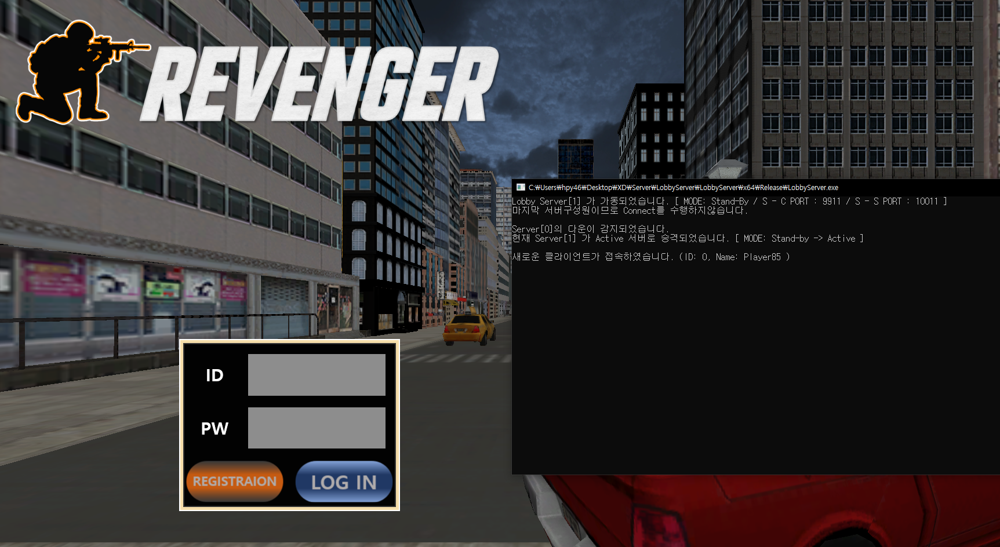 REVENGER
C:₩Users₩hpy46₩Desktop₩XD₩Server₩LobbyServer₩LobbyServer₩x64₩Release₩LobbyServer.exe
Lobby Server[1] 가 가동되었습니다. [ MODE: Stand-By / S - C PORT : 9911 / S - S PORT : 10011 ]
마지막 서버구성원이므로 Connect를 수행하지않습니다.
Server[0]의 다운이 감지되었습니다.
현재 Server[1] 가 Active 서버로 승격되었습니다. [ MODE: Stand-by -> Active ]
새로운 클라이언트가 접속하였습니다. (ID: 0, Name: Player85 )
ID
PW
REGISTRAION
LOG IN